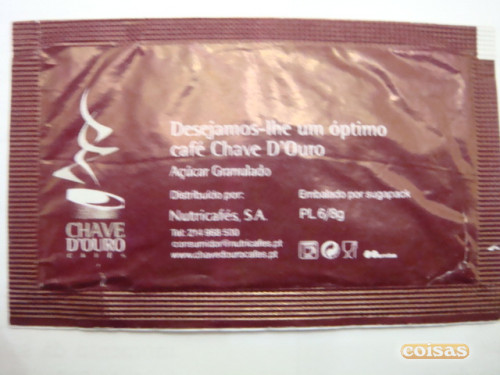 Desejamos-lhe um óptimo
café Chave D'Ouro
Açúcar Granulado
Distribuído por:
Nutricafés, S.A.
Tel: 214 968 500
consumidor@nutricafes.pt
www.chavedourocafes.pt
Embalado por sugapack
PL 6/8g
CHAVE
D'OURO
CAFÉS
coisas